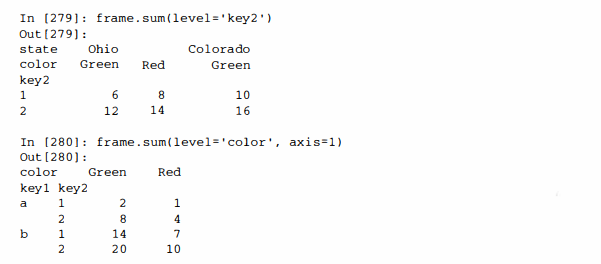 In [279]: frame.sum(level='key2')
Out[279]:
state Ohio Colorado
color Green Red Green
key2
1 6 8 10
2 12 14 16
In [280]: frame.sum(level='color', axis=1)
Out[280]:
color Green Red
key1 key2
a 1 2 1
2 8 4
b 1 14 7
2 20 10